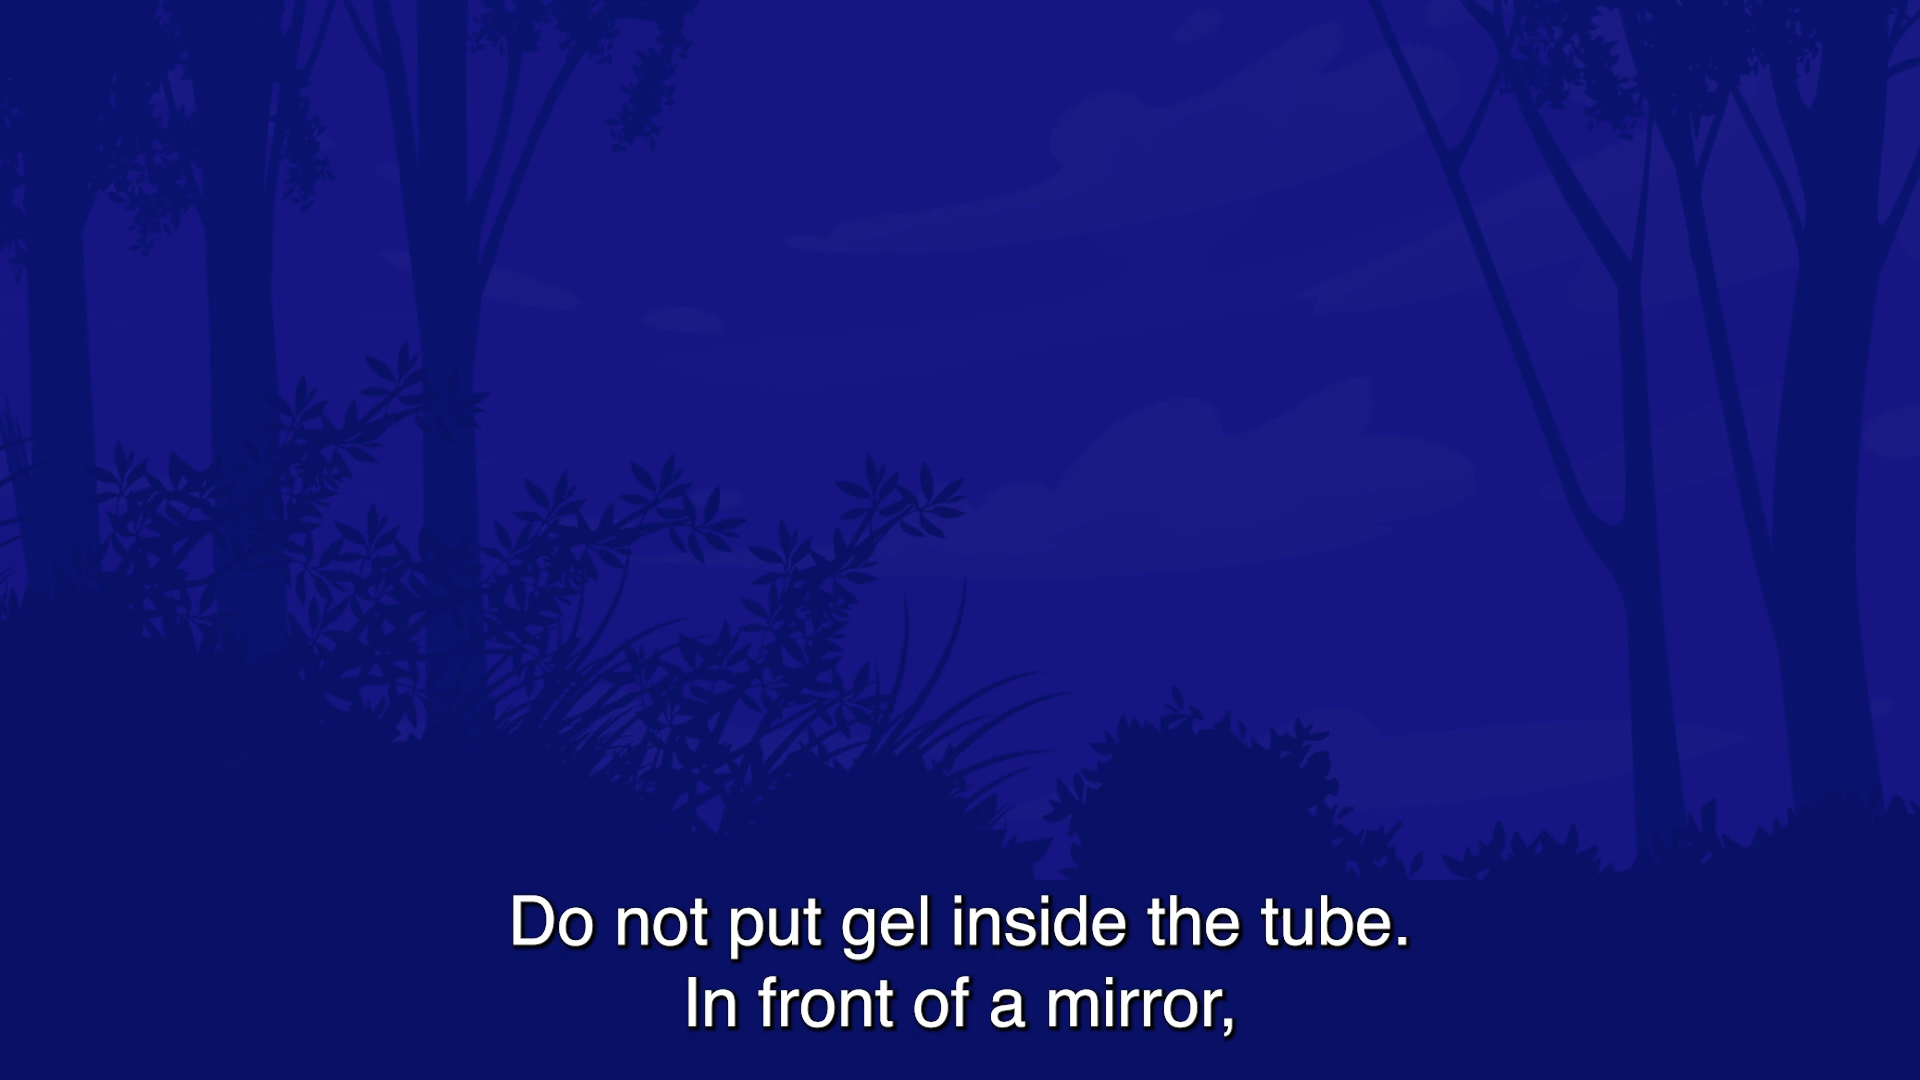 Do not put gel inside the tube.
In front of a mirror,